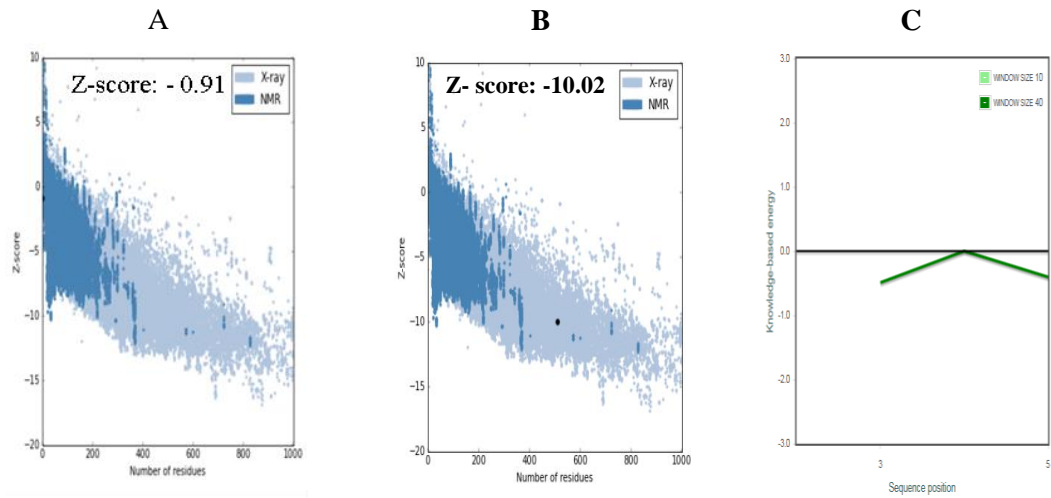 A
B
C
Z-score: - 0.91
X-ray
NMR
10
5
0
−5
−10
−15
−20
Z-score
0
200
400
600
800
1000
Number of residues
Z- score: -10.02
X-ray
NMR
10
5
0
−5
−10
−15
−20
Z-score
0
200
400
600
800
1000
Number of residues
WINDOW SIZE 10
WINDOW SIZE 40
3.0
2.0
1.0
0.0
-1.0
-2.0
-3.0
Knowledge-based energy
3
5
Sequence position